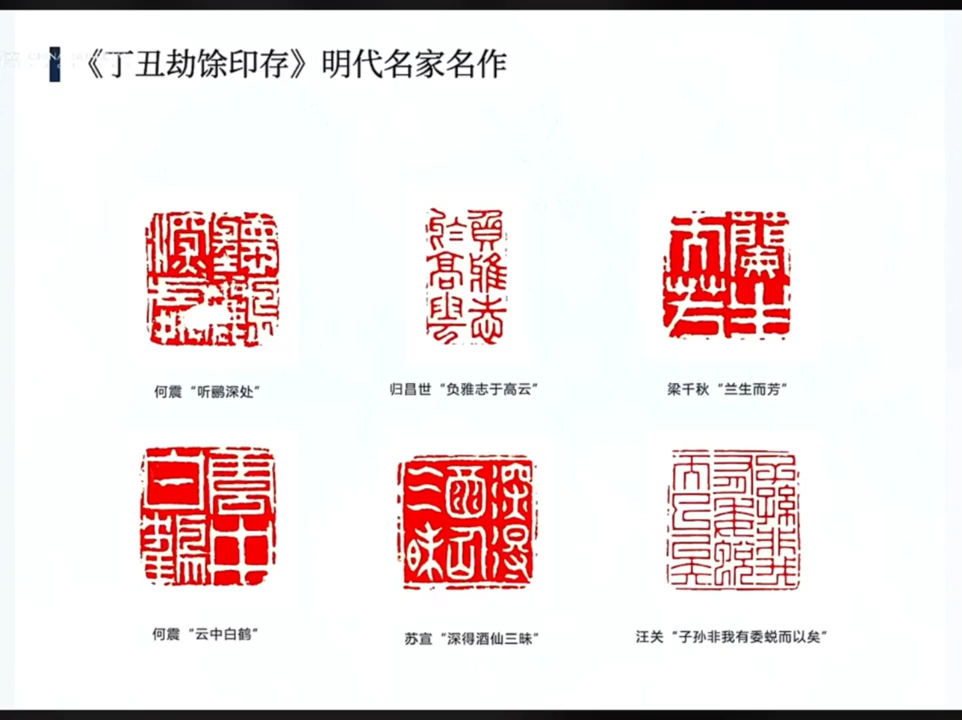 《丁丑劫馀印存》明代名家名作
何震“听鹂深处”
归昌世“负雅志于高云”
梁千秋“兰生而芳”
何震“云中白鹤”
苏宣“深得酒仙三昧”
汪关“子孙非我有委蜕而以矣”